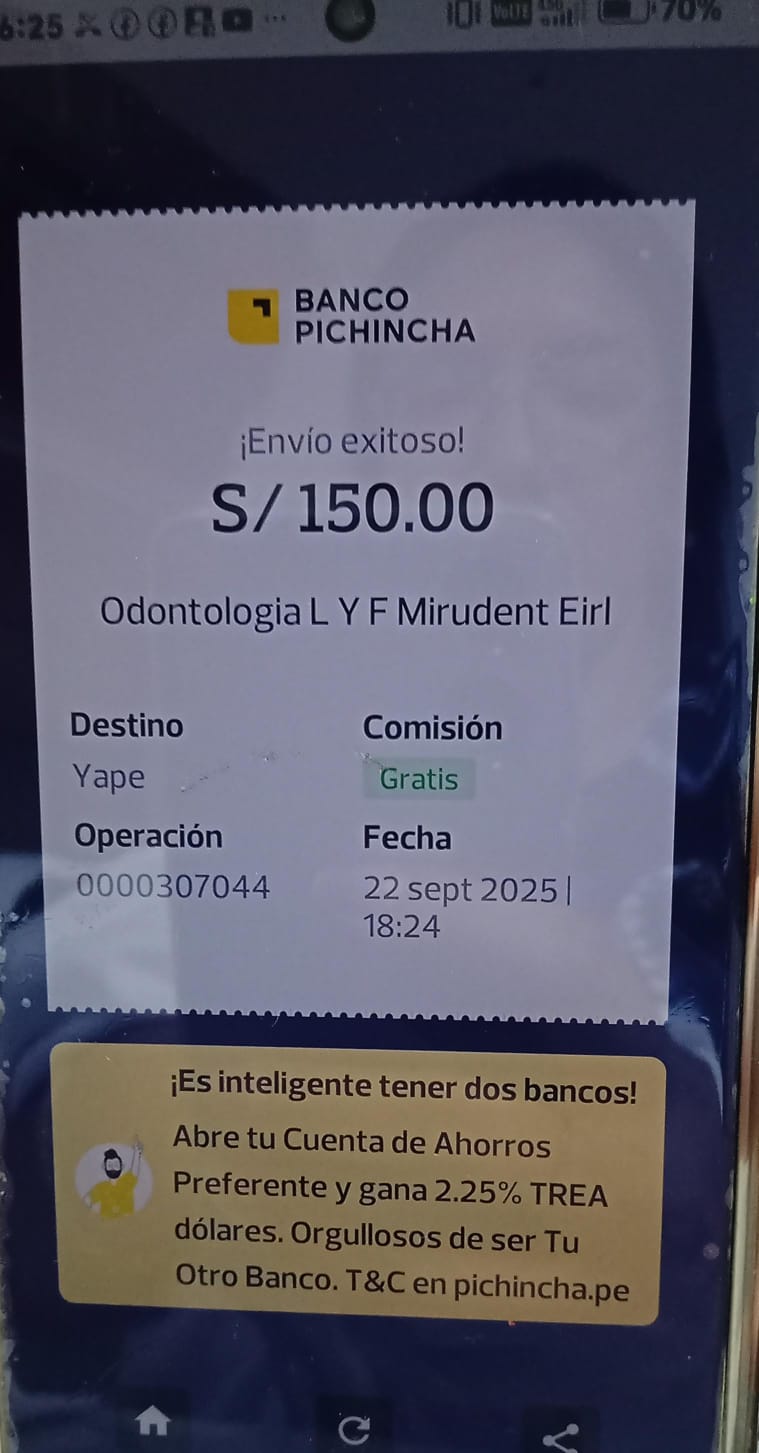 6:25
VoLTE
70%
BANCO
PICHINCHA
¡Envío exitoso!
S/ 150.00
Odontologia L Y F Mirudent Eirl
Destino Comisión
Yape Gratis
Operación Fecha
0000307044 22 sept 2025 |
18:24
¡Es inteligente tener dos bancos!
Abre tu Cuenta de Ahorros
Preferente y gana 2.25% TREA
dólares. Orgullosos de ser Tu
Otro Banco. T&C en pichincha.pe